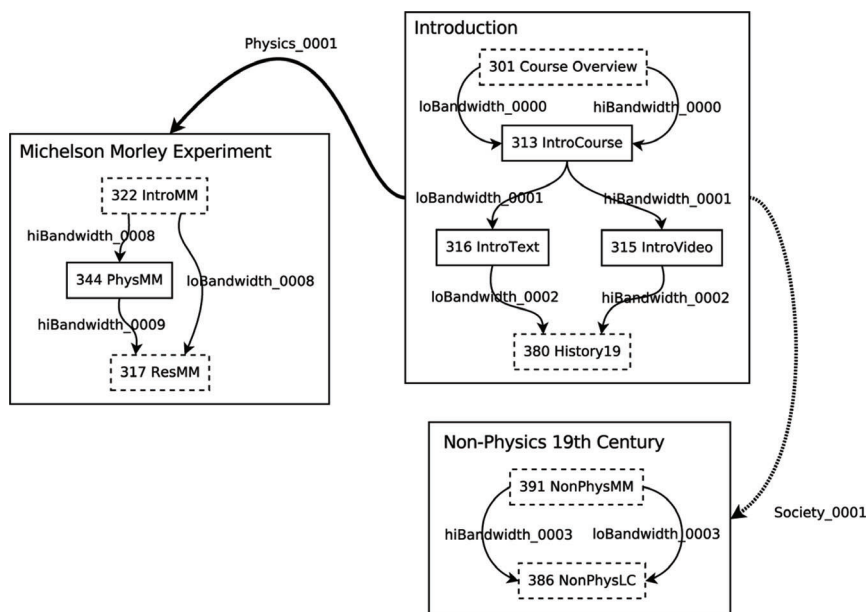 Introduction
Physics_0001
301 Course Overview
loBandwidth_0000
hiBandwidth_0000
313 IntroCourse
Michelson Morley Experiment
322 IntroMM
loBandwidth_0001
hiBandwidth_0001
hiBandwidth_0008
316 IntroText
315 IntroVideo
344 PhysMM
loBandwidth_0008
loBandwidth_0002
hiBandwidth_0002
hiBandwidth_0009
380 History19
317 ResMM
Non-Physics 19th Century
391 NonPhysMM
Society_0001
hiBandwidth_0003
loBandwidth_0003
386 NonPhysLC